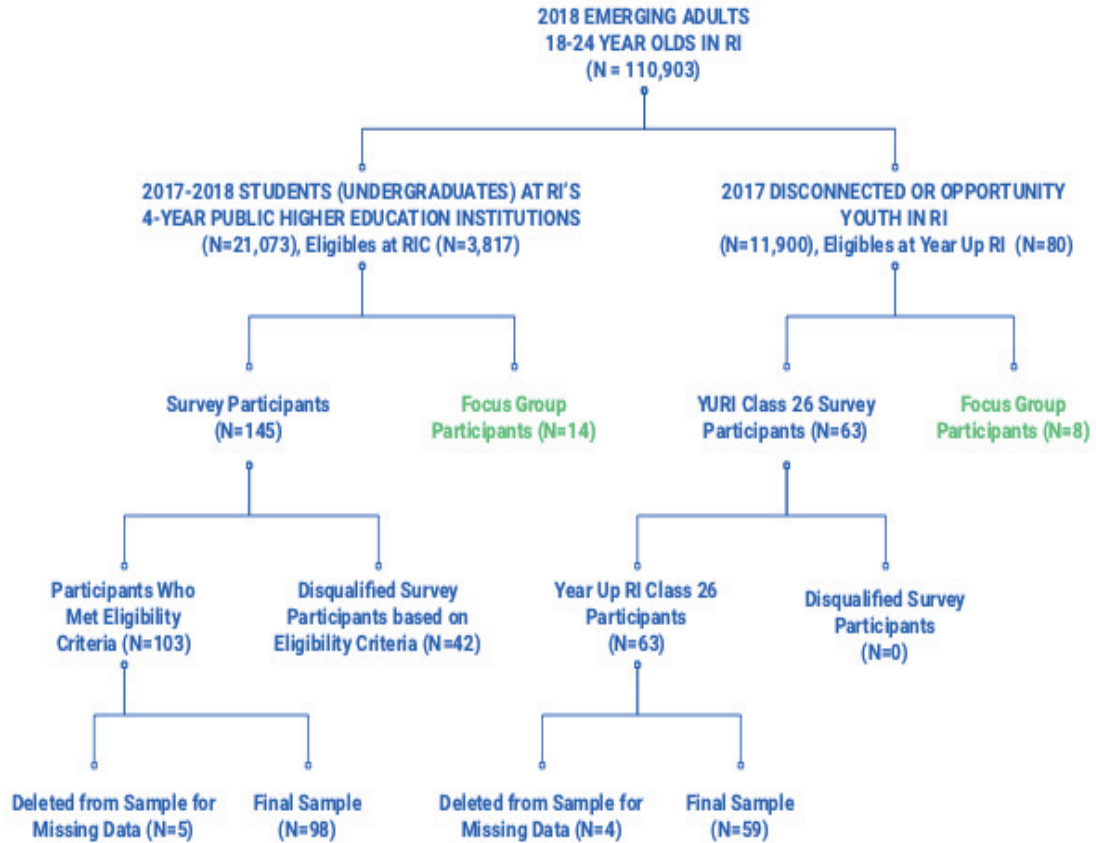 2018 EMERGING ADULTS
18-24 YEAR OLDS IN RI
(N = 110,903)
2017-2018 STUDENTS (UNDERGRADUATES) AT RI'S
4-YEAR PUBLIC HIGHER EDUCATION INSTITUTIONS
(N=21,073), Eligibles at RIC (N=3,817)
2017 DISCONNECTED OR OPPORTUNITY
YOUTH IN RI
(N=11,900), Eligibles at Year Up RI (N=80)
Survey Participants
(N=145)
Focus Group
Participants (N=14)
YURI Class 26 Survey
Participants (N=63)
Focus Group
Participants (N=8)
Participants Who
Met Eligibility
Criteria (N=103)
Disqualified Survey
Participants based on
Eligibility Criteria (N=42)
Year Up RI Class 26
Participants
(N=63)
Disqualified Survey
Participants
(N=0)
Deleted from Sample for
Missing Data (N=5)
Final Sample
(N=98)
Deleted from Sample for
Missing Data (N=4)
Final Sample
(N=59)